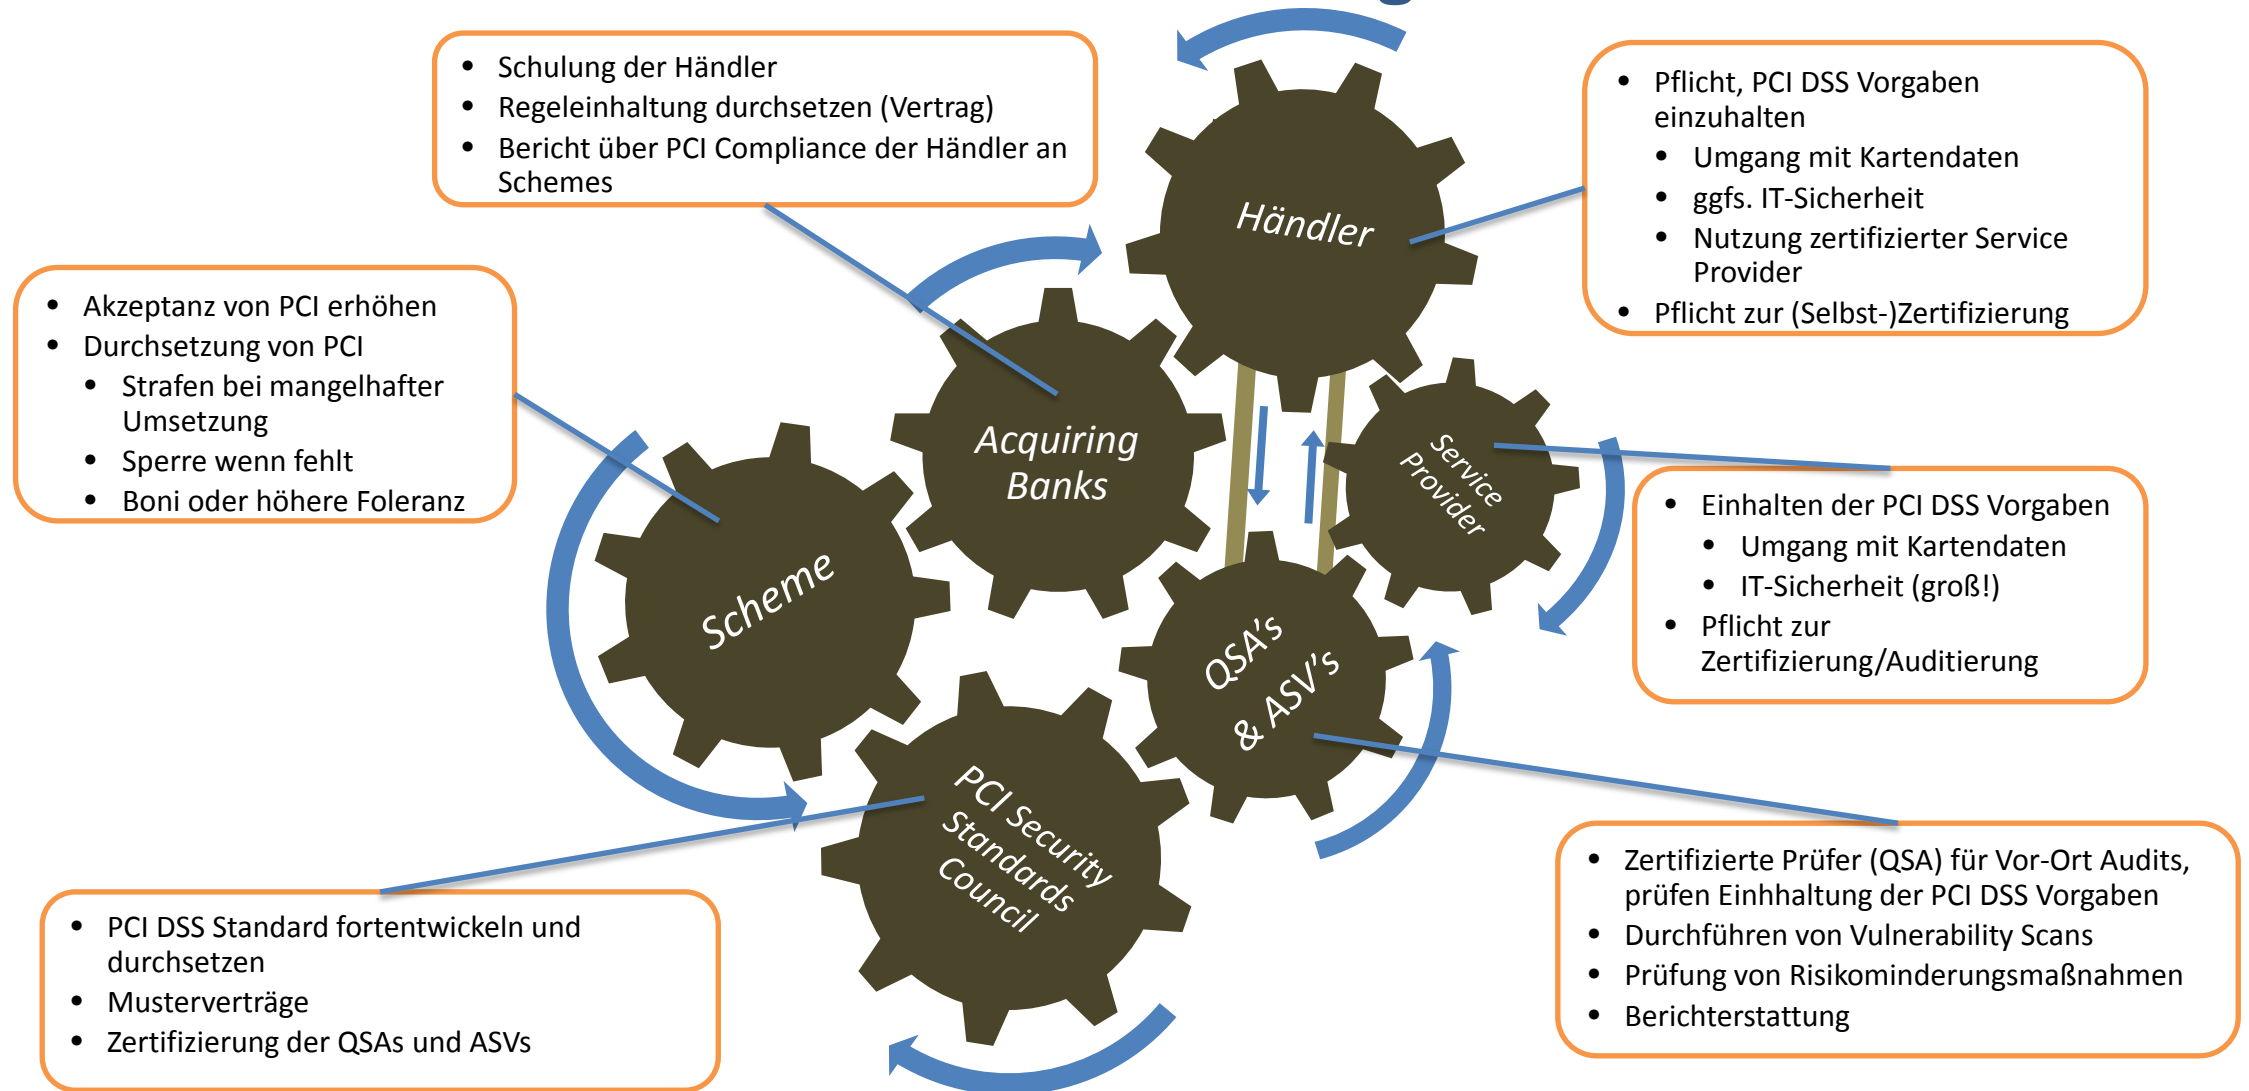 • Schulung der Händler
• Regeleinhaltung durchsetzen (Vertrag)
• Bericht über PCI Compliance der Händler an
Schemes
Händler
• Pflicht, PCI DSS Vorgaben
einzuhalten
• Umgang mit Kartendaten
• ggfs. IT-Sicherheit
• Nutzung zertifizierter Service
Provider
• Pflicht zur (Selbst-)Zertifizierung
• Akzeptanz von PCI erhöhen
• Durchsetzung von PCI
• Strafen bei mangelhafter
Umsetzung
• Sperre wenn fehlt
• Boni oder höhere Foleranz
Acquiring
Banks
Service
Provider
Scheme
• Einhalten der PCI DSS Vorgaben
• Umgang mit Kartendaten
• IT-Sicherheit (groß!)
• Pflicht zur
Zertifizierung/Auditierung
QSA's
& ASV's
PCI Security
Standards
Council
• PCI DSS Standard fortentwickeln und
durchsetzen
• Musterverträge
• Zertifizierung der QSAs und ASVs
• Zertifizierte Prüfer (QSA) für Vor-Ort Audits,
prüfen Einhhaltung der PCI DSS Vorgaben
• Durchführen von Vulnerability Scans
• Prüfung von Risikominderungsmaßnahmen
• Berichterstattung